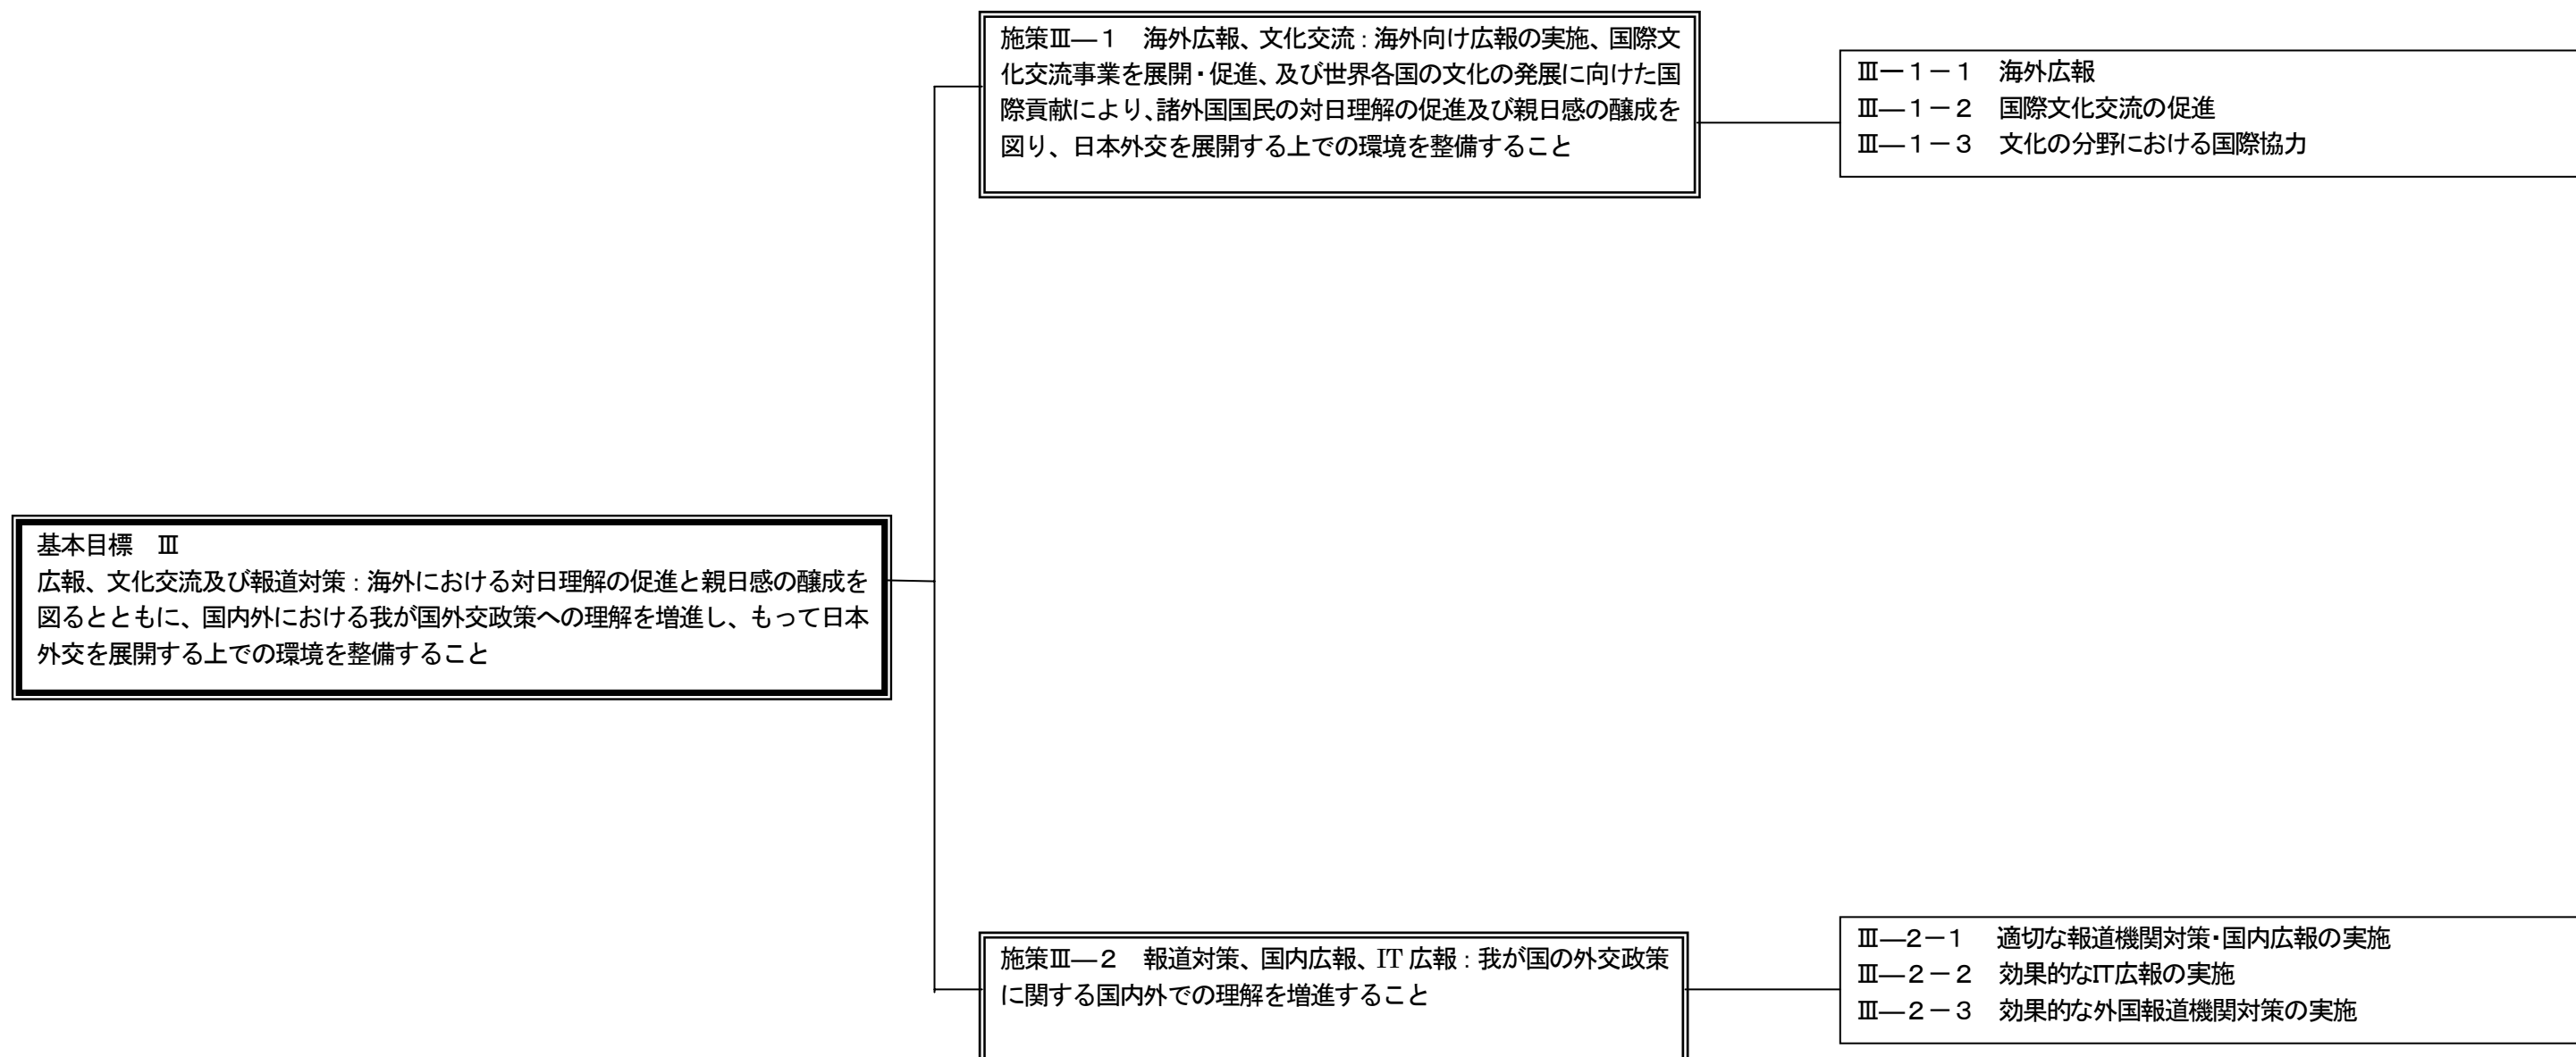 施策Ⅲ―１　海外広報、文化交流：海外向け広報の実施、国際文
化交流事業を展開・促進、及び世界各国の文化の発展に向けた国
際貢献により、諸外国国民の対日理解の促進及び親日感の醸成を
図り、日本外交を展開する上での環境を整備すること
Ⅲ－１－１　海外広報
Ⅲ―１－２　国際文化交流の促進
Ⅲ―１－３　文化の分野における国際協力
基本目標　Ⅲ
広報、文化交流及び報道対策：海外における対日理解の促進と親日感の醸成を
図るとともに、国内外における我が国外交政策への理解を増進し、もって日本
外交を展開する上での環境を整備すること
施策Ⅲ―２　報道対策、国内広報、IT 広報：我が国の外交政策
に関する国内外での理解を増進すること
Ⅲ―２－１　適切な報道機関対策・国内広報の実施
Ⅲ―２－２　効果的なIT広報の実施
Ⅲ―２－３　効果的な外国報道機関対策の実施